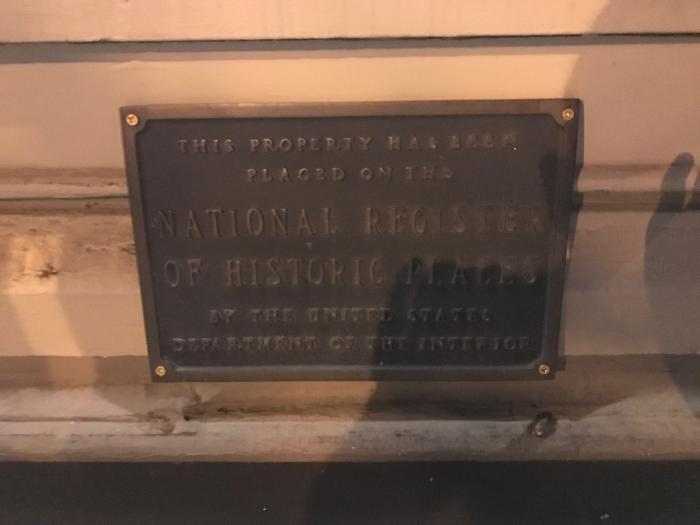 THIS PROPERTY HAS BEEN
PLACED ON THE
NATIONAL REGISTER
OF HISTORIC PLACES
BY THE UNITED STATES
DEPARTMENT OF THE INTERIOR